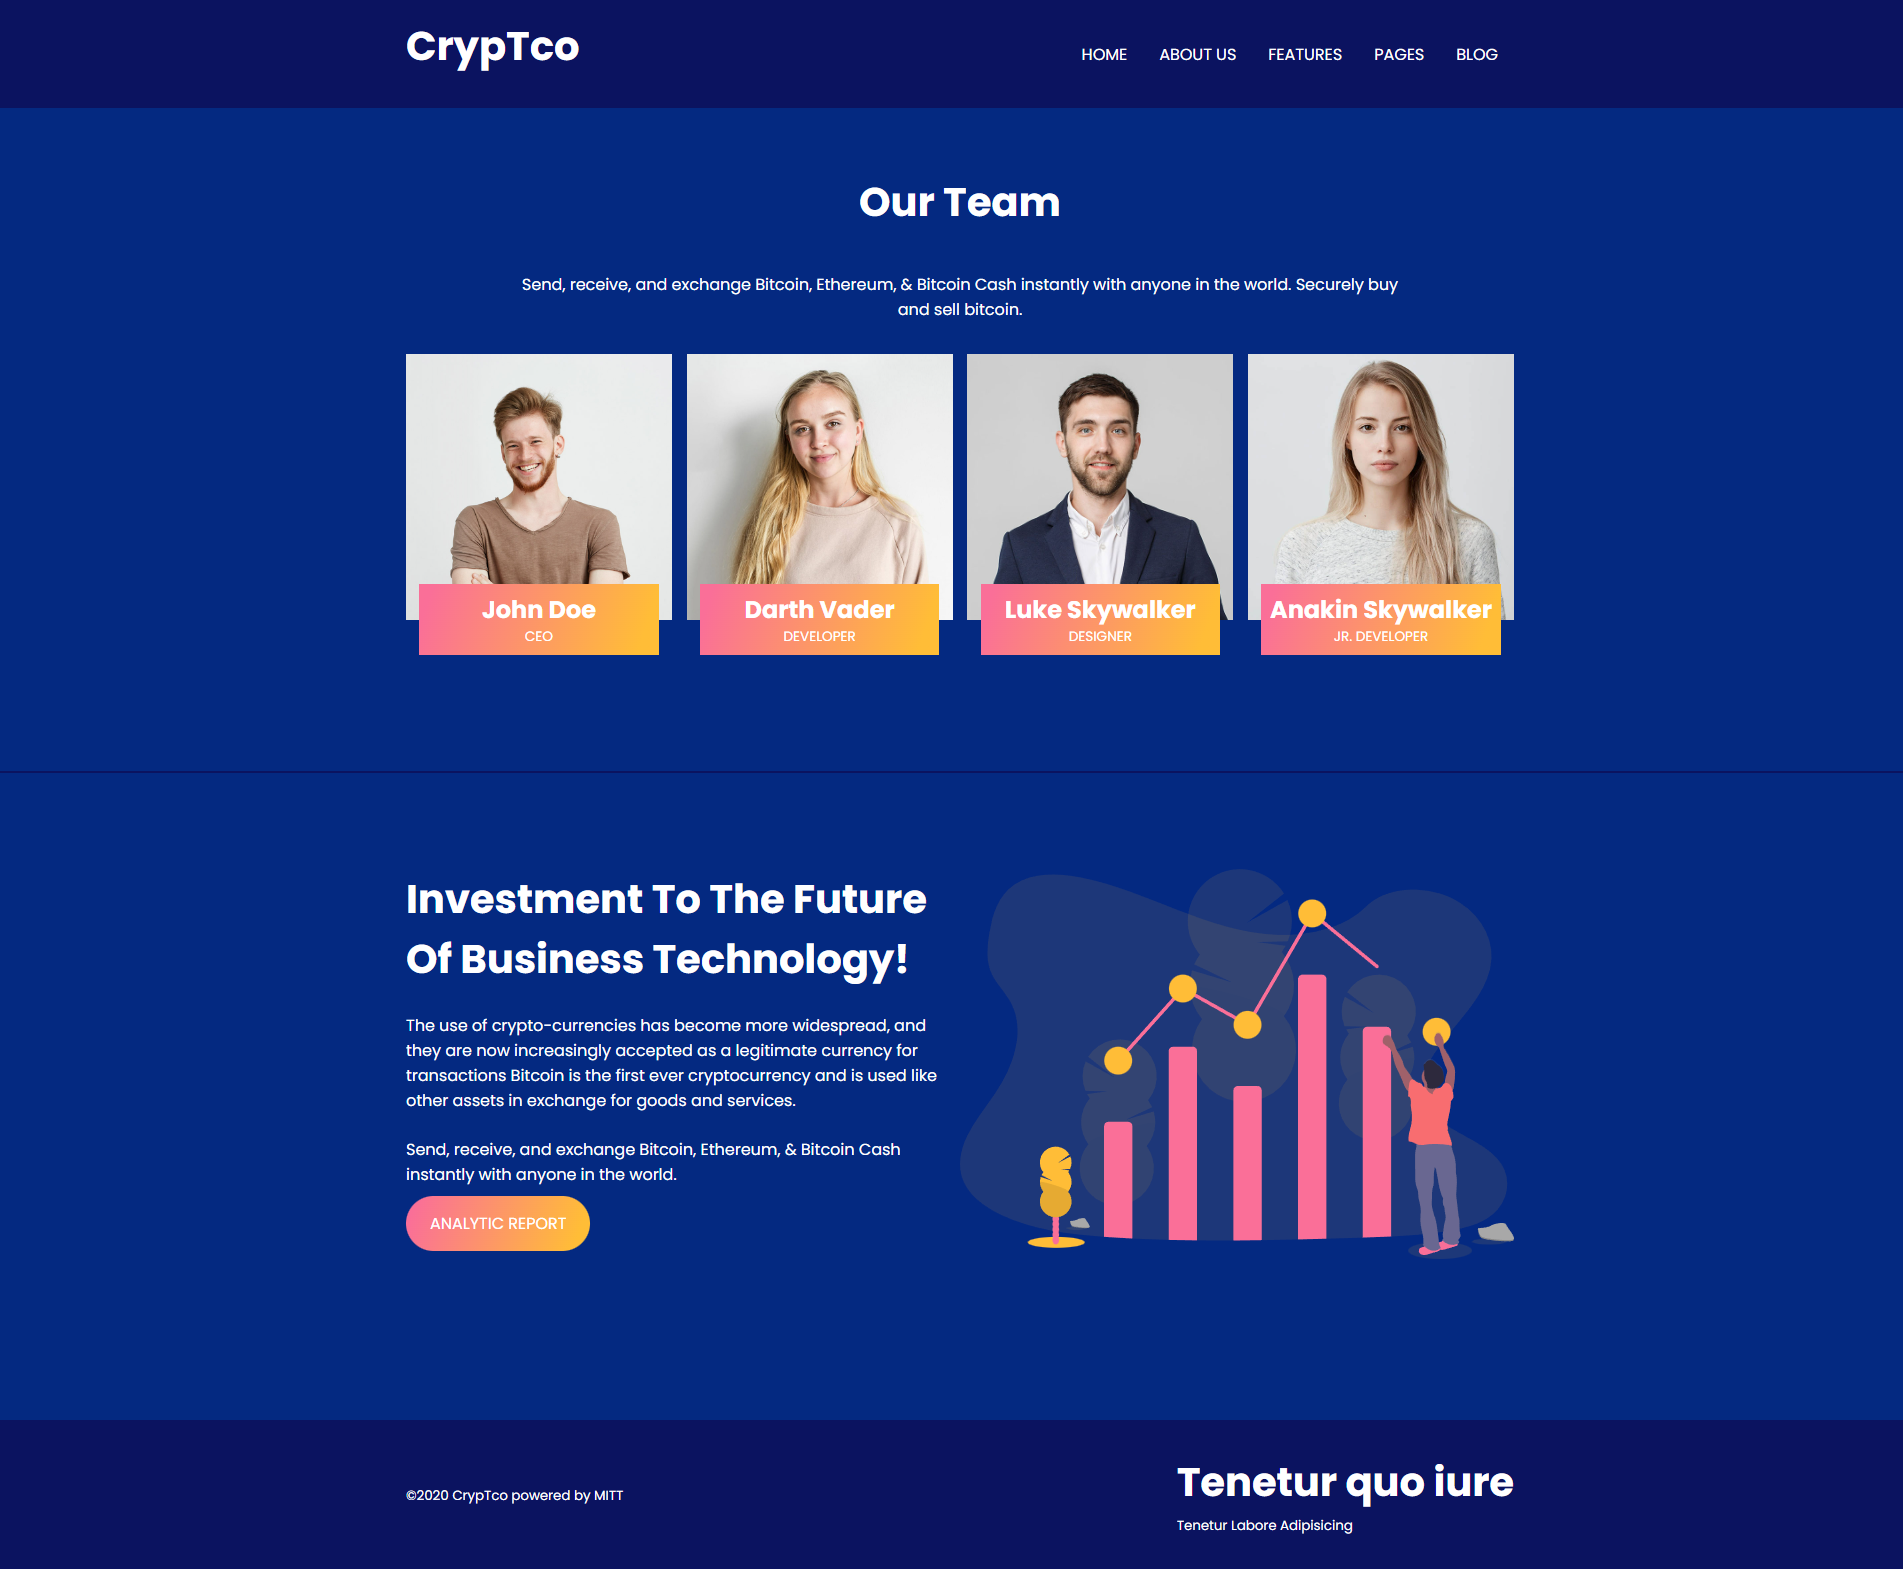 CrypTco
HOME ABOUT US FEATURES PAGES BLOG
Our Team
Send, receive, and exchange Bitcoin, Ethereum, & Bitcoin Cash instantly with anyone in the world. Securely buy
and sell bitcoin.
John Doe
CEO
Darth Vader
DEVELOPER
Luke Skywalker
DESIGNER
Anakin Skywalker
JR. DEVELOPER
Investment To The Future
Of Business Technology!
The use of crypto-currencies has become more widespread, and
they are now increasingly accepted as a legitimate currency for
transactions Bitcoin is the first ever cryptocurrency and is used like
other assets in exchange for goods and services.
Send, receive, and exchange Bitcoin, Ethereum, & Bitcoin Cash
instantly with anyone in the world.
ANALYTIC REPORT
©2020 CrypTco powered by MITT
Tenetur quo iure
Tenetur Labore Adipisicing